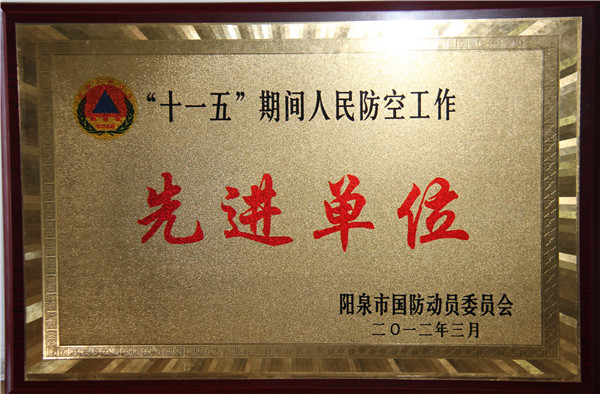 “十一五”期间人民防空工作
先进单位
阳泉市国防动员委员会
二〇一二年三月